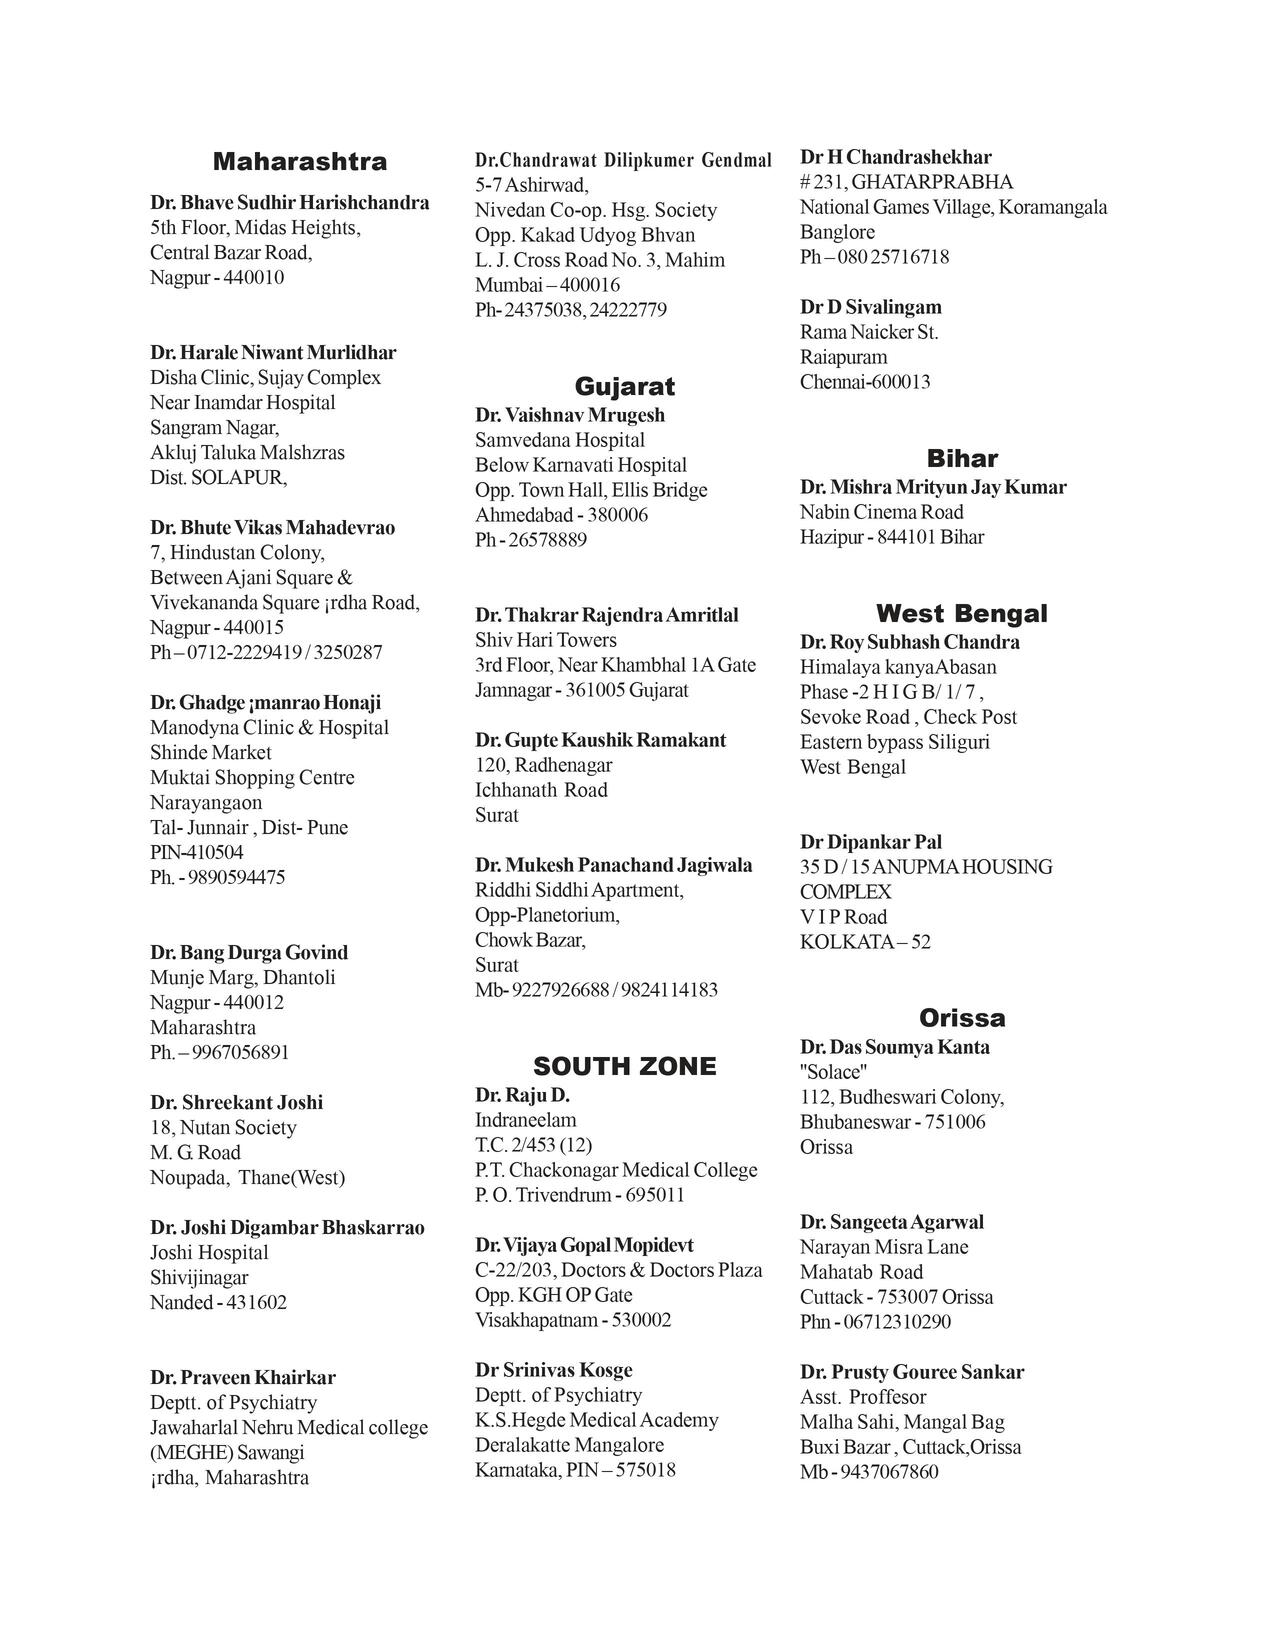 Maharashtra
Dr. Bhave Sudhir Harishchandra
5th Floor, Midas Heights,
Central Bazar Road,
Nagpur - 440010
Dr. Harale Niwant Murlidhar
Disha Clinic, Sujay Complex
Near Inamdar Hospital
Sangram Nagar,
Akluj Taluka Malshzras
Dist. SOLAPUR,
Dr. Bhute Vikas Mahadevrao
7, Hindustan Colony,
Between Ajani Square &
Vivekananda Square ¡rdha Road,
Nagpur - 440015
Ph – 0712-2229419 / 3250287
Dr. Ghadge ¡manrao Honaji
Manodyna Clinic & Hospital
Shinde Market
Muktai Shopping Centre
Narayangaon
Tal- Junnair , Dist- Pune
PIN-410504
Ph. - 9890594475
Dr. Bang Durga Govind
Munje Marg, Dhantoli
Nagpur - 440012
Maharashtra
Ph. – 9967056891
Dr. Shreekant Joshi
18, Nutan Society
M. G. Road
Noupada, Thane(West)
Dr. Joshi Digambar Bhaskarrao
Joshi Hospital
Shivijinagar
Nanded - 431602
Dr. Praveen Khairkar
Deptt. of Psychiatry
Jawaharlal Nehru Medical college
(MEGHE) Sawangi
¡rdha, Maharashtra
Dr.Chandrawat Dilipkumer Gendmal
5-7 Ashirwad,
Nivedan Co-op. Hsg. Society
Opp. Kakad Udyog Bhvan
L. J. Cross Road No. 3, Mahim
Mumbai – 400016
Ph- 24375038, 24222779
Gujarat
Dr. Vaishnav Mrugesh
Samvedana Hospital
Below Karnavati Hospital
Opp. Town Hall, Ellis Bridge
Ahmedabad - 380006
Ph - 26578889
Dr. Thakrar Rajendra Amritlal
Shiv Hari Towers
3rd Floor, Near Khambhal 1A Gate
Jamnagar - 361005 Gujarat
Dr. Gupte Kaushik Ramakant
120, Radhenagar
Ichhanath Road
Surat
Dr. Mukesh Panachand Jagiwala
Riddhi Siddhi Apartment,
Opp-Planetorium,
Chowk Bazar,
Surat
Mb- 9227926688 / 9824114183
SOUTH ZONE
Dr. Raju D.
Indraneelam
T.C. 2/453 (12)
P.T. Chackonagar Medical College
P. O. Trivendrum - 695011
Dr. Vijaya Gopal Mopidevt
C-22/203, Doctors & Doctors Plaza
Opp. KGH OP Gate
Visakhapatnam - 530002
Dr Srinivas Kosge
Deptt. of Psychiatry
K.S.Hegde Medical Academy
Deralakatte Mangalore
Karnataka, PIN – 575018
Dr H Chandrashekhar
# 231, GHATARPRABHA
National Games Village, Koramangala
Banglore
Ph – 080 25716718
Dr D Sivalingam
Rama Naicker St.
Raiapuram
Chennai-600013
Bihar
Dr. Mishra Mrityun Jay Kumar
Nabin Cinema Road
Hazipur - 844101 Bihar
West Bengal
Dr. Roy Subhash Chandra
Himalaya kanyaAbasan
Phase -2 H I G B/ 1/ 7 ,
Sevoke Road , Check Post
Eastern bypass Siliguri
West Bengal
Dr Dipankar Pal
35 D / 15 ANUPMA HOUSING
COMPLEX
V I P Road
KOLKATA – 52
Orissa
Dr. Das Soumya Kanta
"Solace"
112, Budheswari Colony,
Bhubaneswar - 751006
Orissa
Dr. Sangeeta Agarwal
Narayan Misra Lane
Mahatab Road
Cuttack - 753007 Orissa
Phn - 06712310290
Dr. Prusty Gouree Sankar
Asst. Proffesor
Malha Sahi, Mangal Bag
Buxi Bazar , Cuttack,Orissa
Mb - 9437067860